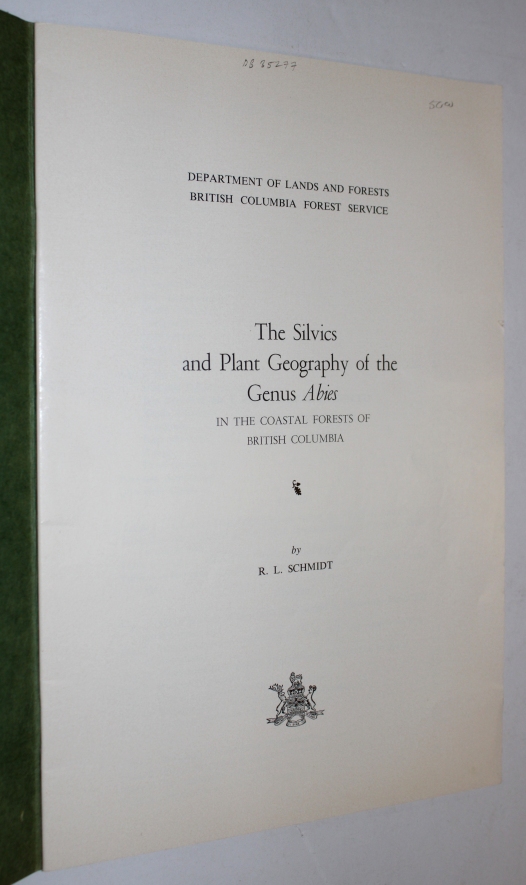 DEPARTMENT OF LANDS AND FORESTS
BRITISH COLUMBIA FOREST SERVICE
The Silvics
and Plant Geography of the
Genus Abies
IN THE COASTAL FORESTS OF
BRITISH COLUMBIA
by
R. L. SCHMIDT